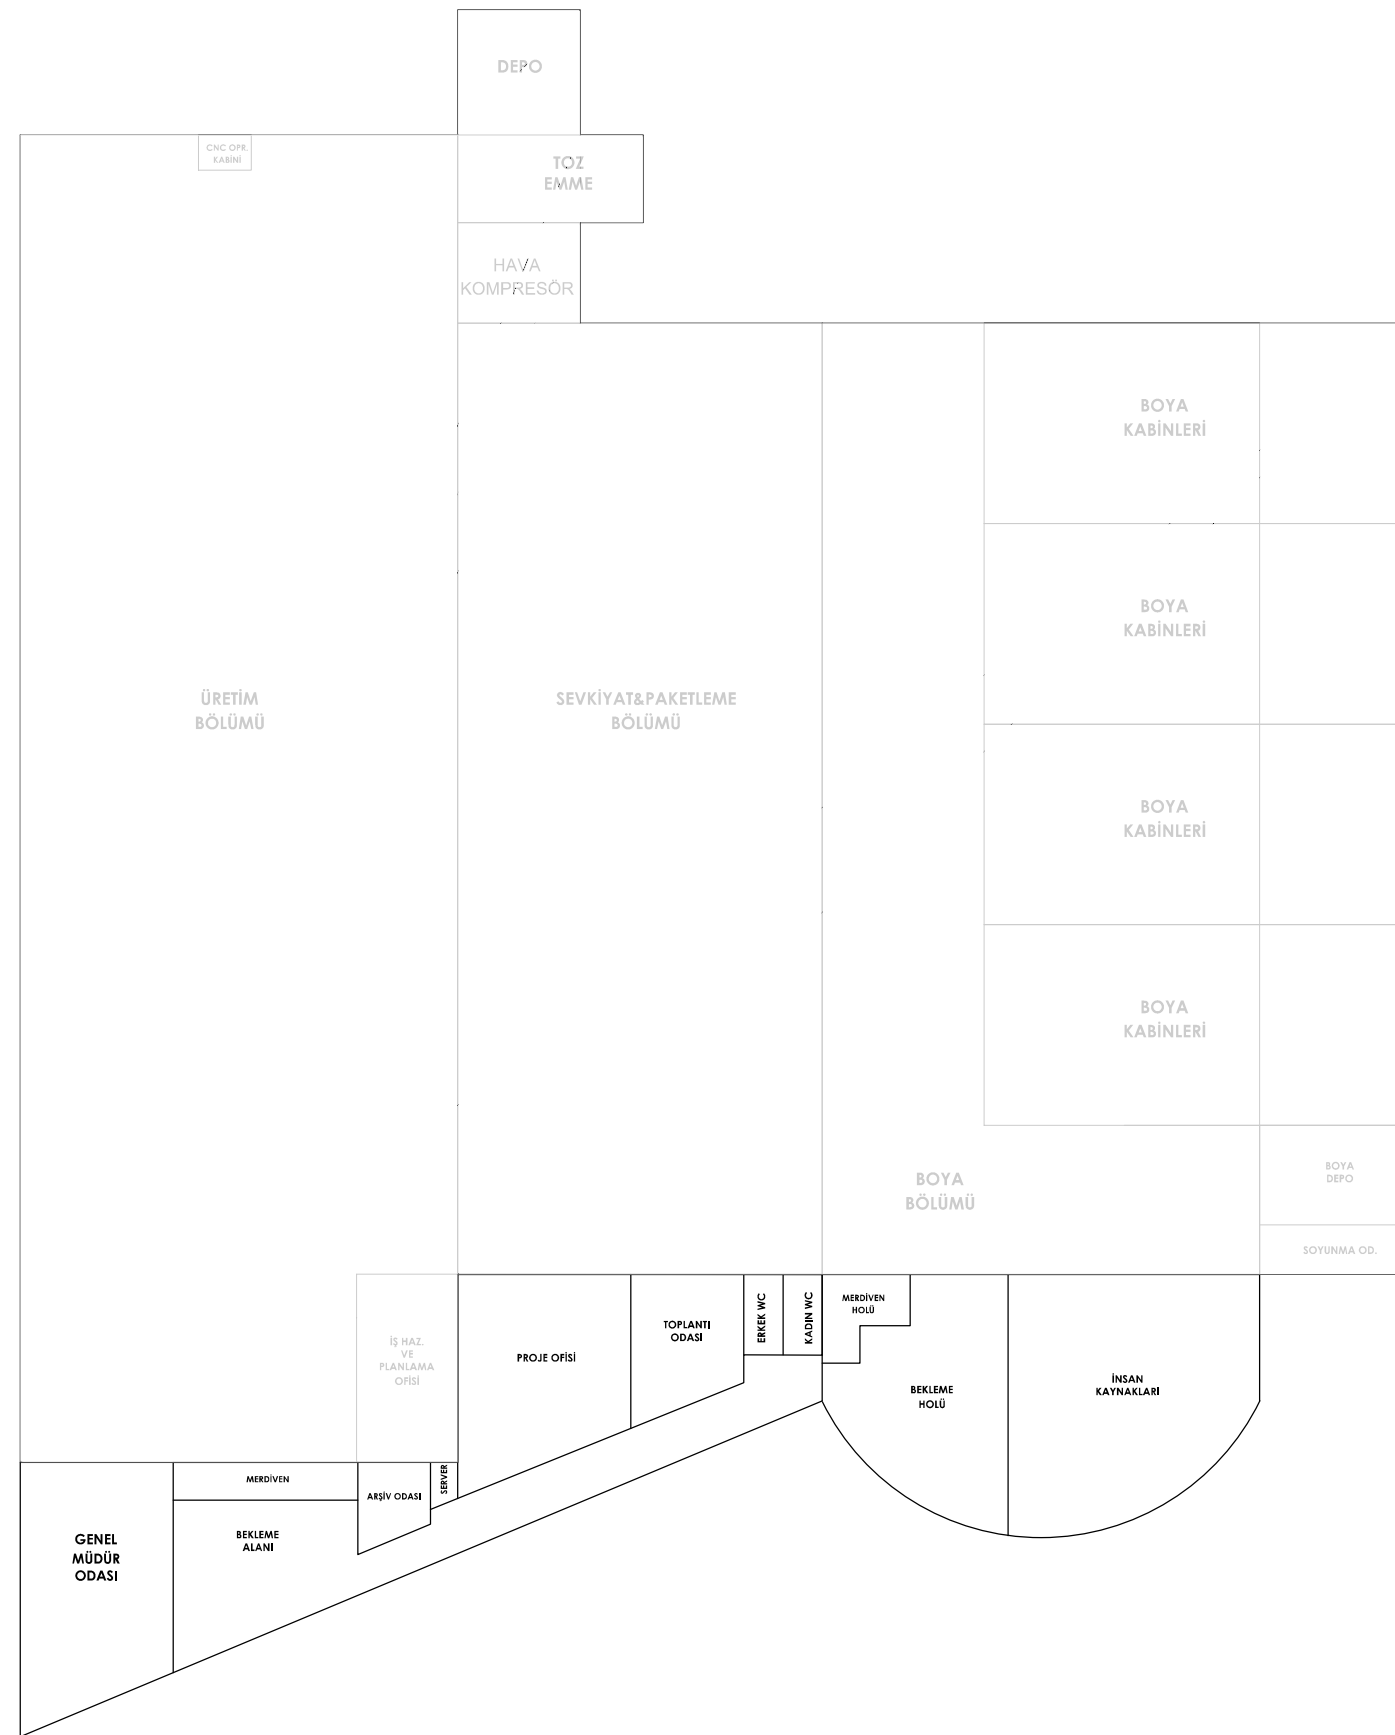 DEPO
CNC OPR.
KABİNİ
TOZ
EMME
HAVA
KOMPRESÖR
BOYA
KABİNLERİ
BOYA
KABİNLERİ
ÜRETİM
BÖLÜMÜ
SEVKİYAT&PAKETLEME
BÖLÜMÜ
BOYA
KABİNLERİ
BOYA
KABİNLERİ
BOYA
BÖLÜMÜ
BOYA
DEPO
SOYUNMA OD.
İŞ HAZ.
VE
PLANLAMA
OFİSİ
PROJE OFİSİ
TOPLANTI
ODASI
ERKEK WC
KADIN WC
MERDİVEN
HOLÜ
BEKLEME
HOLÜ
İNSAN
KAYNAKLARI
MERDİVEN
ARŞİV ODASI
SERVER
GENEL
MÜDÜR
ODASI
BEKLEME
ALANI